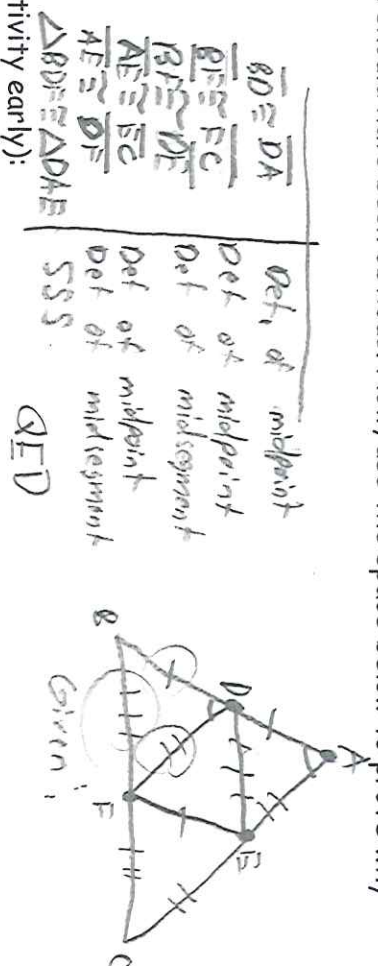 BD ≅ DA Def. of midpoint
BF ≅ FC Def of midpoint
BF ≅ DE Def of midsegment
AE ≅ EC Def of midpoint
AE ≅ DF Def of midsegment
△BDF ≅ △DAE SSS
QED
tivity early):
A
D
E
B
F
C
Given: